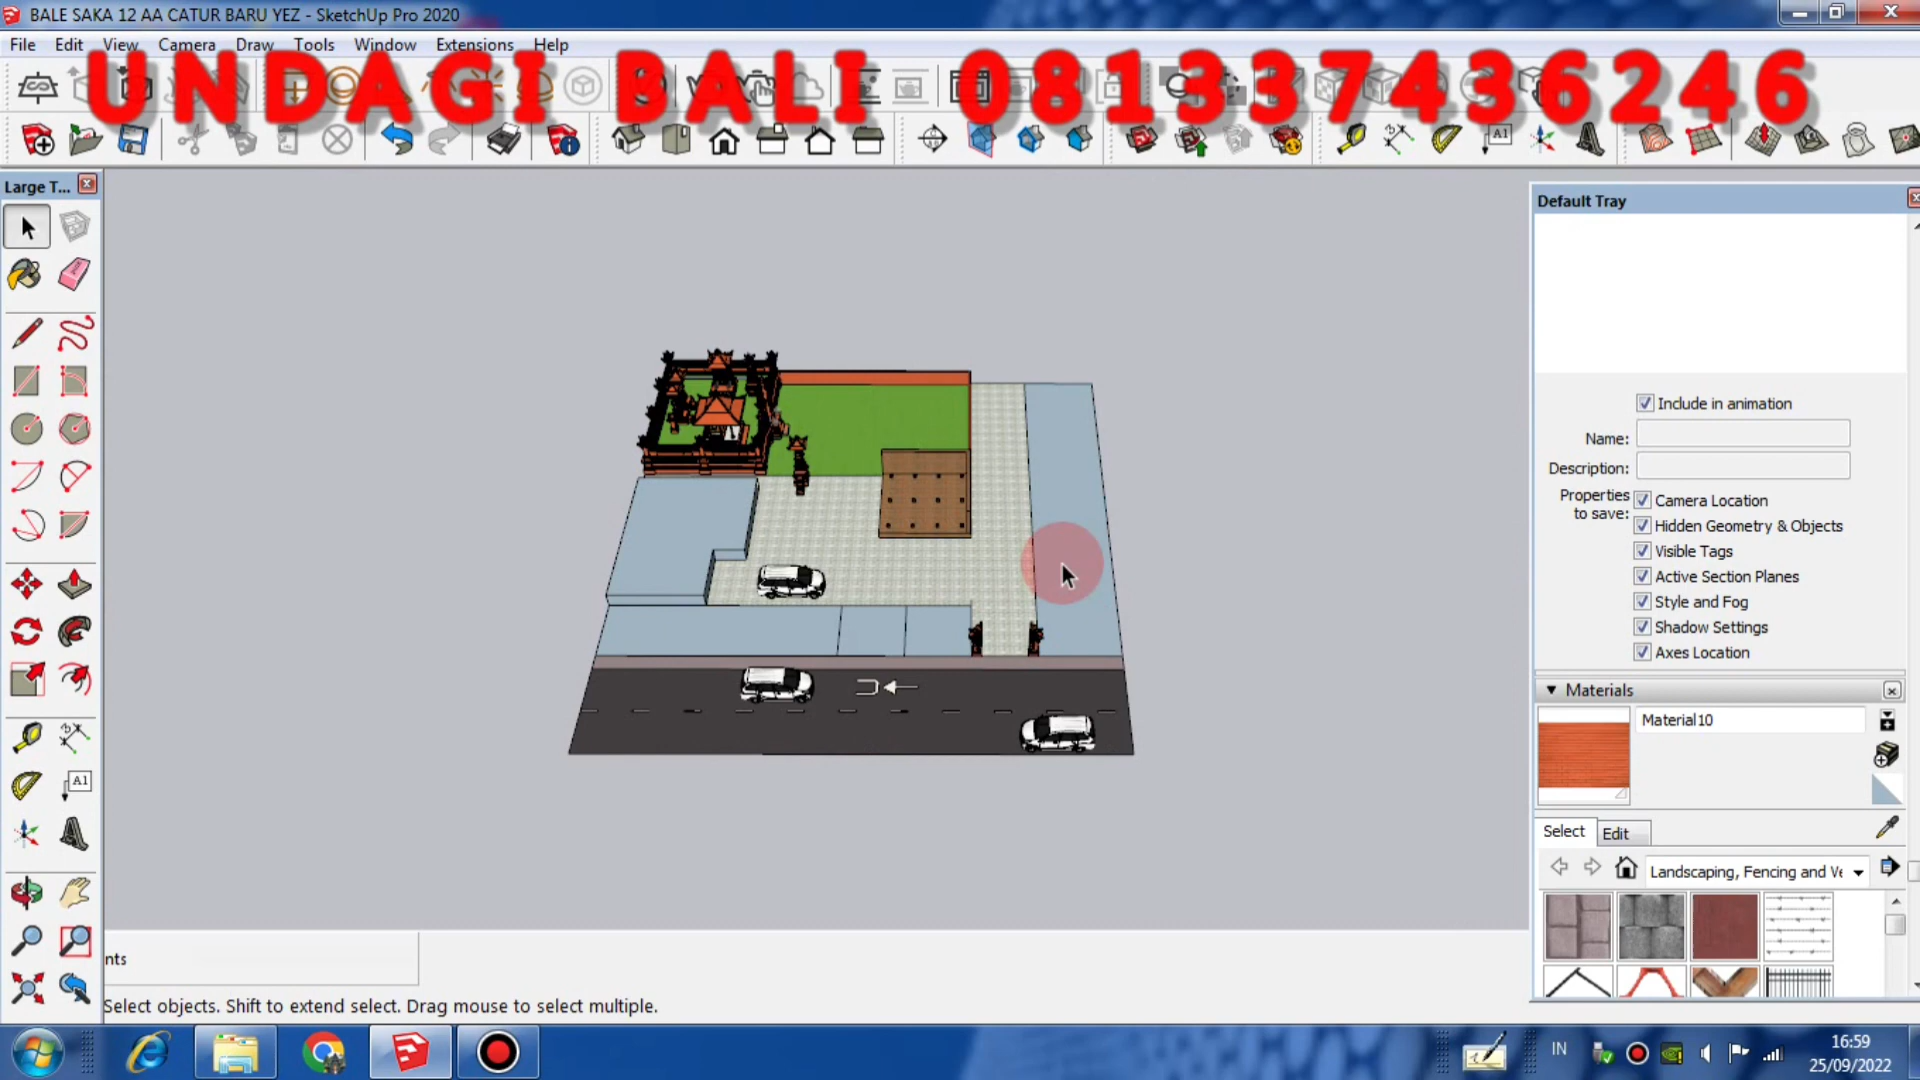 BALE SAKA 12 AA CATUR BARU YEZ - SketchUp Pro 2020
File Edit View Camera Draw Tools Window Extensions Help
UNDAGI BALI 081337436246
Large T...
Default Tray
Include in animation
Name:
Description:
Properties to save:
Camera Location
Hidden Geometry & Objects
Visible Tags
Active Section Planes
Style and Fog
Shadow Settings
Axes Location
Materials
Material10
Select Edit
Landscaping, Fencing and Ve
A1
A1
nts
Select objects. Shift to extend select. Drag mouse to select multiple.
IN
16:59
25/09/2022